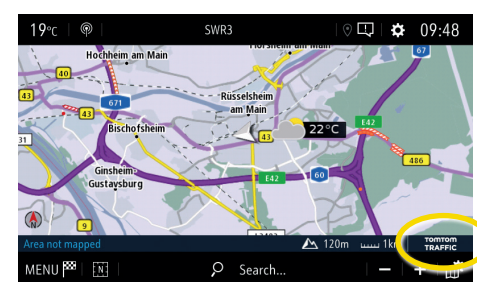 19°C
SWR3
09:48
Hochheim am Main
Flörsheim am Main
67
40
43
671
Rüsselsheim
am Main
43
Bischofsheim
43
22°C
E42
31
486
Ginsheim-
Gustavsburg
E42
60
9
Area not mapped
120m
1km
TOMTOM
TRAFFIC
MENU
N
Search...
−
+